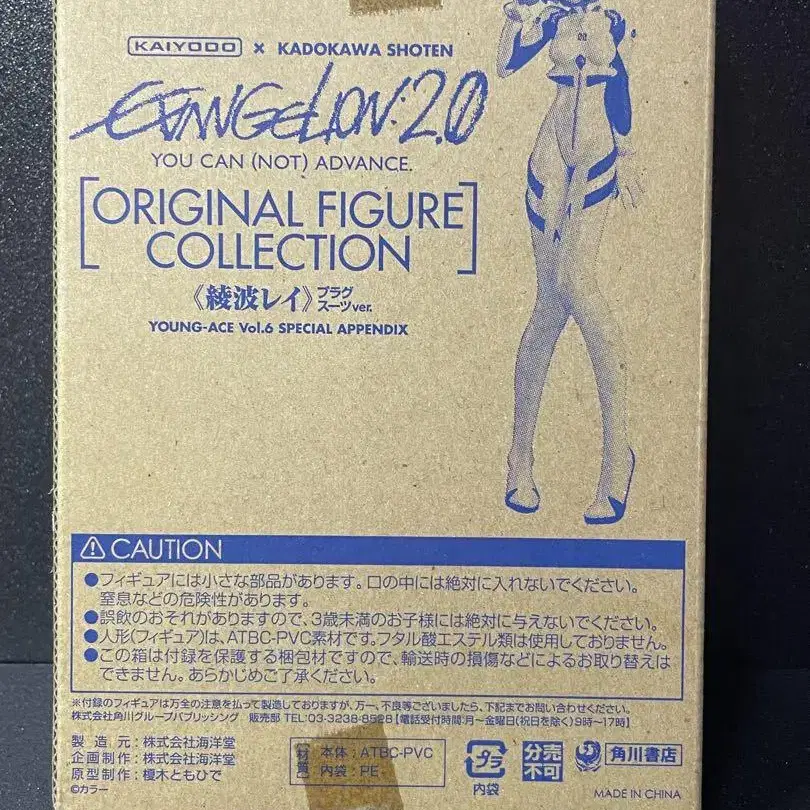 KAIYODO × KADOKAWA SHOTEN
EVANGELION:2.0
YOU CAN (NOT) ADVANCE.
[ORIGINAL FIGURE
COLLECTION]
《綾波レイ》プラグ
スーツver.
YOUNG-ACE Vol.6 SPECIAL APPENDIX
00
⚠ CAUTION
●フィギュアには小さな部品があります。口の中には絶対に入れないでください。
窒息などの危険性があります。
●誤飲のおそれがありますので、3歳未満のお子様には絶対に与えないでください。
●人形(フィギュア)は、ATBC-PVC素材です。フタル酸エステル類は使用しておりません。
●この箱は付録を保護する梱包材ですので、輸送時の損傷などによるお取り替えは
できません。あらかじめご了承ください。
※付録のフィギュアは万全の注意を払って製造しておりますが、万一、不良等ございましたら、下記までお問い合わせください。
株式会社角川グループパブリッシング 販売部 TEL:03-3238-8528【電話受付時間:月～金曜日(祝日を除く)9時～17時】
製造元:株式会社海洋堂
企画制作:株式会社海洋堂
原型制作:榎木ともひで
©カラー
材質
本体:ATBC-PVC
内袋:PE
プラ
内袋
分売
不可
角川書店
MADE IN CHINA